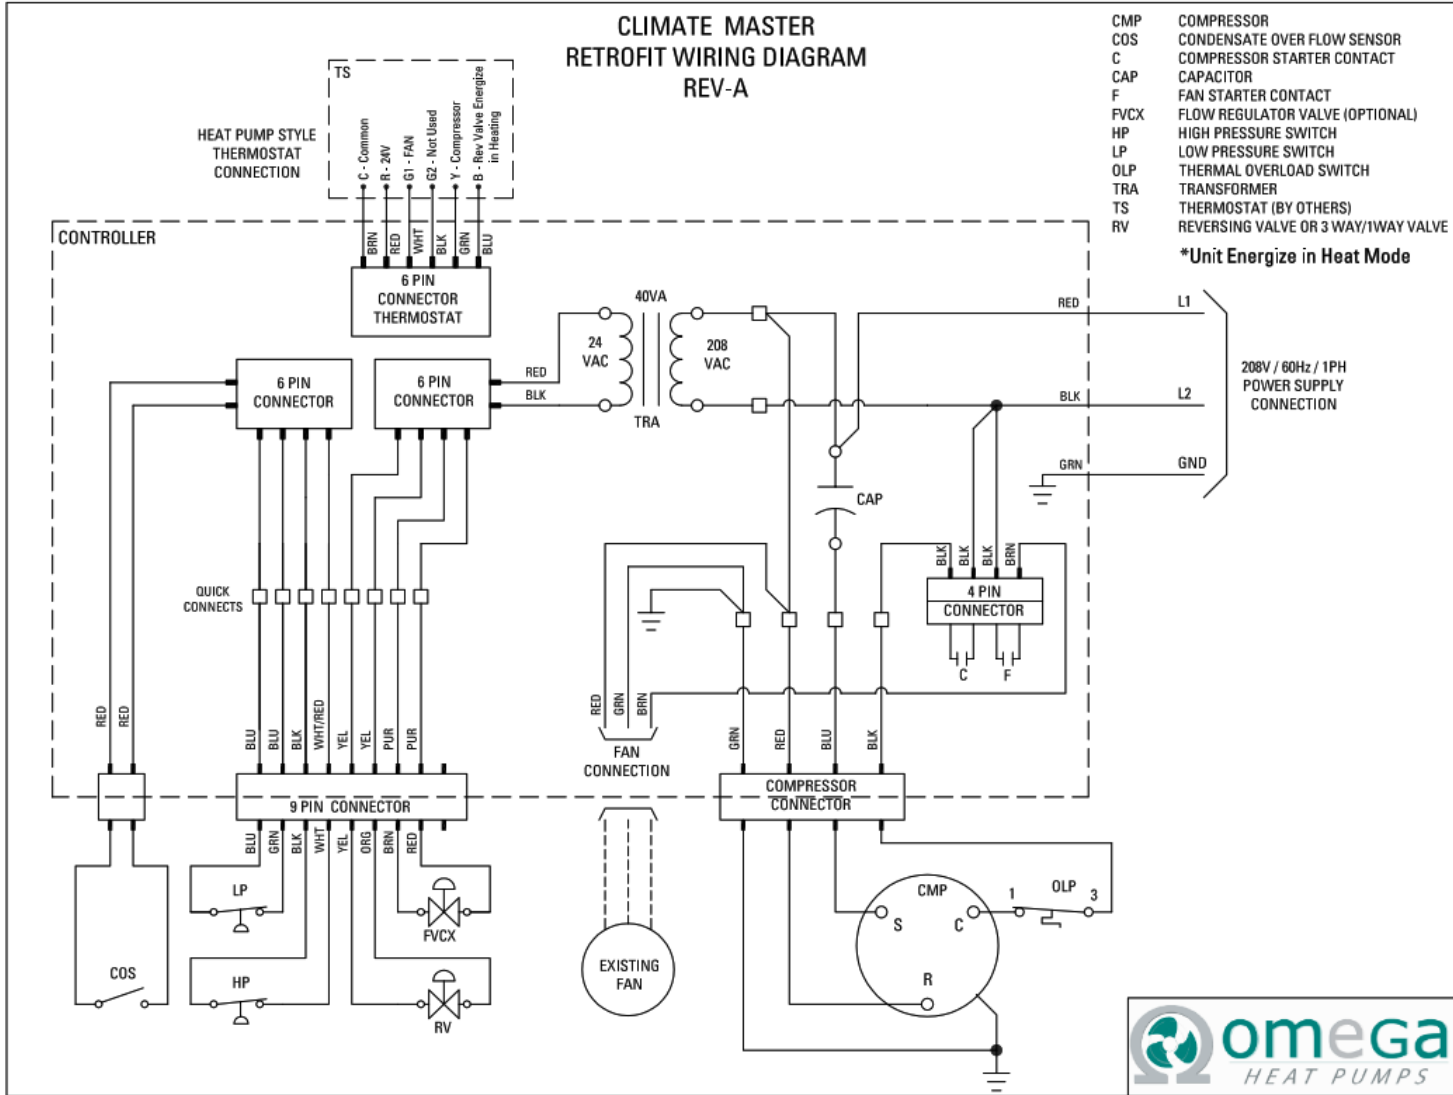 CLIMATE MASTER
RETROFIT WIRING DIAGRAM
REV-A
CMP COMPRESSOR
COS CONDENSATE OVER FLOW SENSOR
C COMPRESSOR STARTER CONTACT
CAP CAPACITOR
F FAN STARTER CONTACT
FVCX FLOW REGULATOR VALVE (OPTIONAL)
HP HIGH PRESSURE SWITCH
LP LOW PRESSURE SWITCH
OLP THERMAL OVERLOAD SWITCH
TRA TRANSFORMER
TS THERMOSTAT (BY OTHERS)
RV REVERSING VALVE OR 3 WAY/1WAY VALVE
*Unit Energize in Heat Mode
TS
HEAT PUMP STYLE
THERMOSTAT
CONNECTION
C - Common
R - 24V
G1 - FAN
G2 - Not Used
Y - Compressor
B - Rev Valve Energize
in Heating
CONTROLLER
BRN
RED
WHT
BLK
GRN
BLU
6 PIN
CONNECTOR
THERMOSTAT
40VA
24
VAC
208
VAC
TRA
RED
BLK
6 PIN
CONNECTOR
6 PIN
CONNECTOR
RED L1
BLK L2
GRN GND
208V / 60Hz / 1PH
POWER SUPPLY
CONNECTION
CAP
BLK
BLK
BLK
BRN
4 PIN
CONNECTOR
C F
QUICK
CONNECTS
RED
RED
BLU
BLU
BLK
WHT/RED
YEL
YEL
PUR
PUR
RED
GRN
BRN
FAN
CONNECTION
GRN
RED
BLU
BLK
9 PIN CONNECTOR
COMPRESSOR
CONNECTOR
BLU
GRN
BLK
WHT
YEL
ORG
BRN
RED
LP
FVCX
COS
HP
RV
EXISTING
FAN
CMP
S C
R
1 OLP 3
omega
HEAT PUMPS